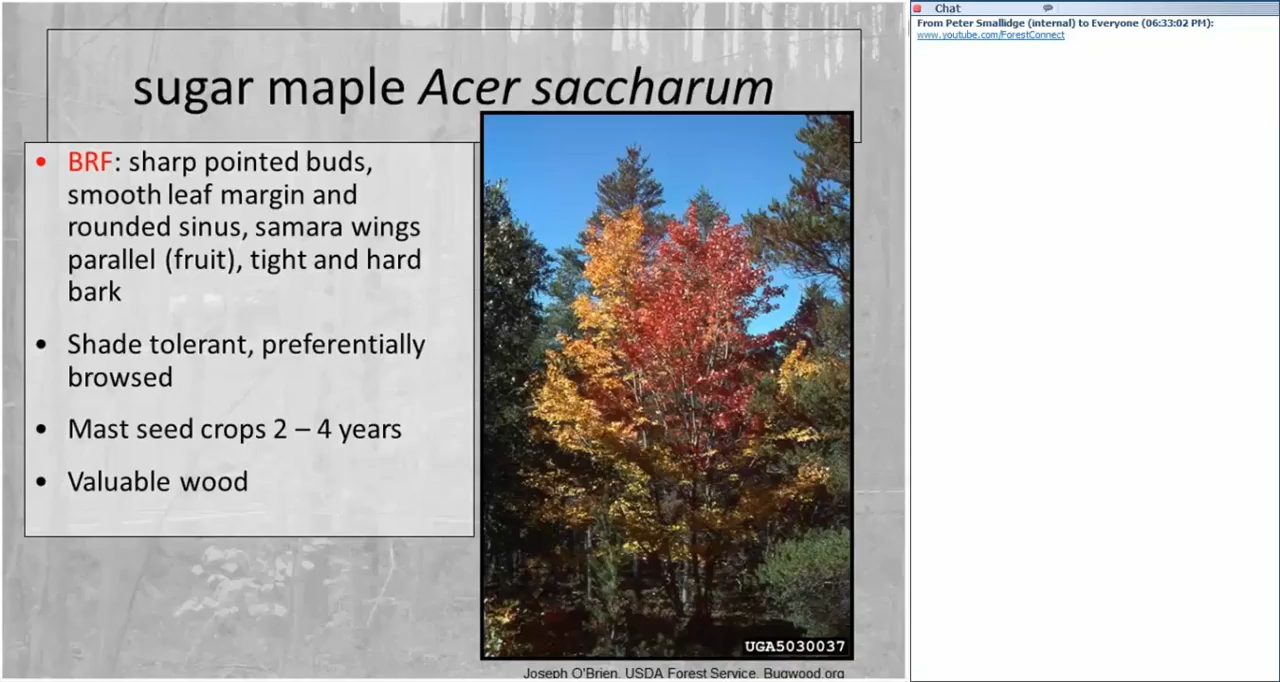 sugar maple Acer saccharum
• BRF: sharp pointed buds,
smooth leaf margin and
rounded sinus, samara wings
parallel (fruit), tight and hard
bark
• Shade tolerant, preferentially
browsed
• Mast seed crops 2 – 4 years
• Valuable wood
UGA5030037
Joseph O'Brien, USDA Forest Service, Bugwood.org
Chat
From Peter Smallidge (internal) to Everyone (06:33:02 PM):
www.youtube.com/ForestConnect